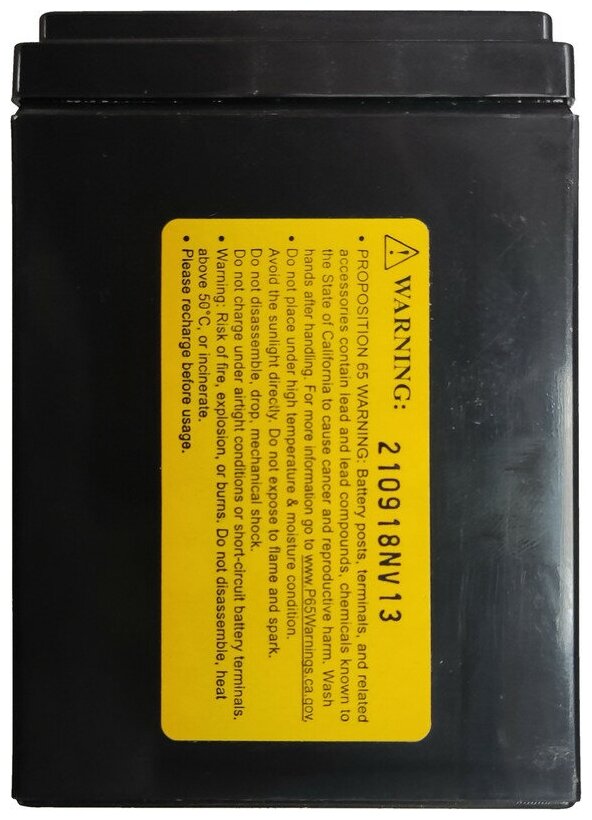 WARNING: 210918NV13
• PROPOSITION 65 WARNING: Battery posts, terminals, and related
accessories contain lead and lead compounds, chemicals known to
the State of California to cause cancer and reproductive harm. Wash
hands after handling. For more information go to www.P65Warnings.ca.gov.
• Do not place under high temperature & moisture condition.
Avoid the sunlight directly. Do not expose to flame and spark.
Do not disassemble, drop, mechanical shock.
Do not charge under airtight conditions or short-circuit battery terminals.
• Warning: Risk of fire, explosion, or burns. Do not disassemble, heat
above 50°C, or incinerate.
• Please recharge before usage.